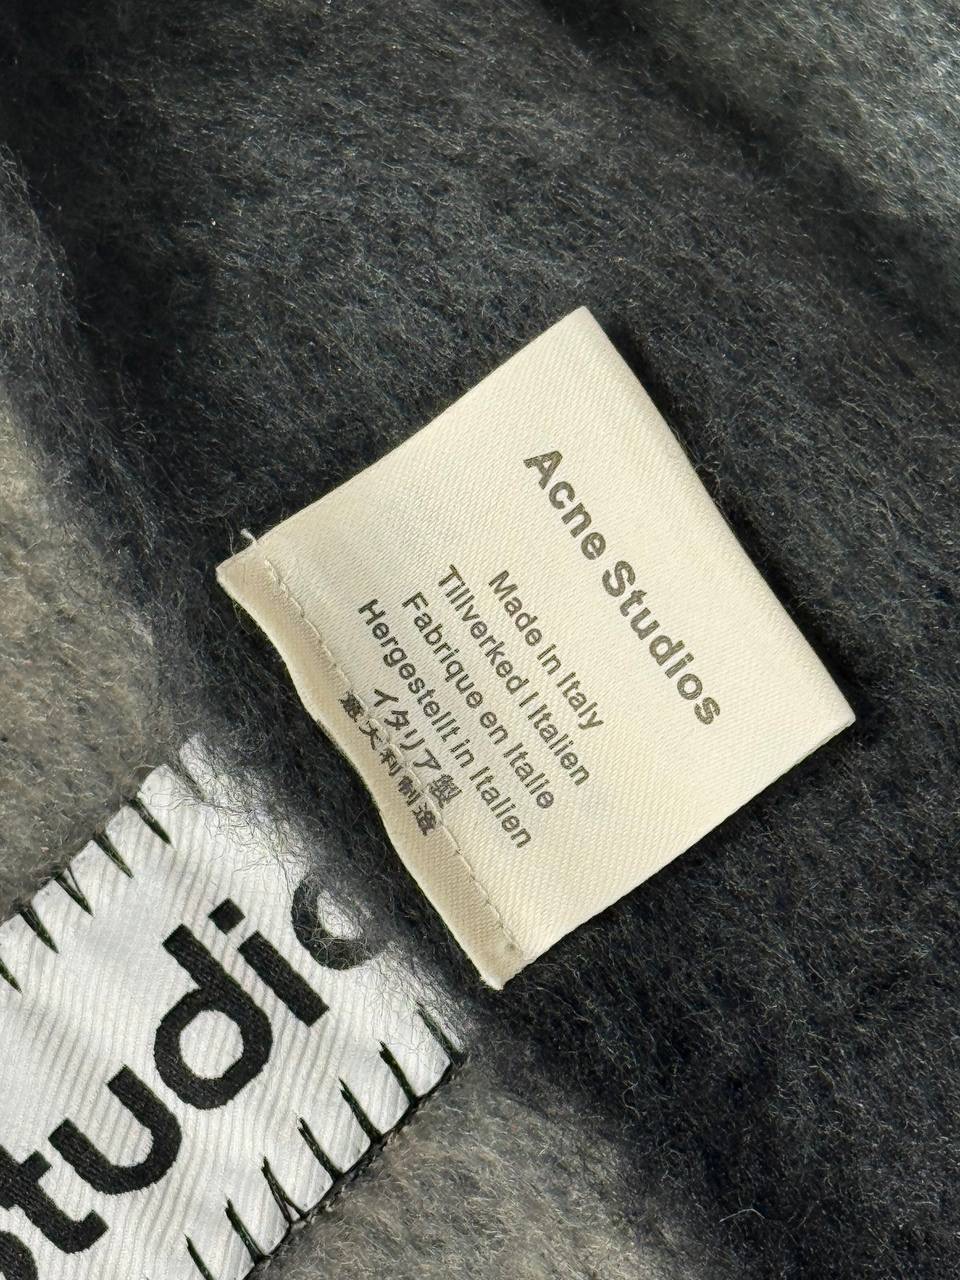 Acne Studios
Made In Italy
Tillverked I Italien
Fabrique en Italie
Hergestellt in Italien
イタリア製
意大利制造
Studio